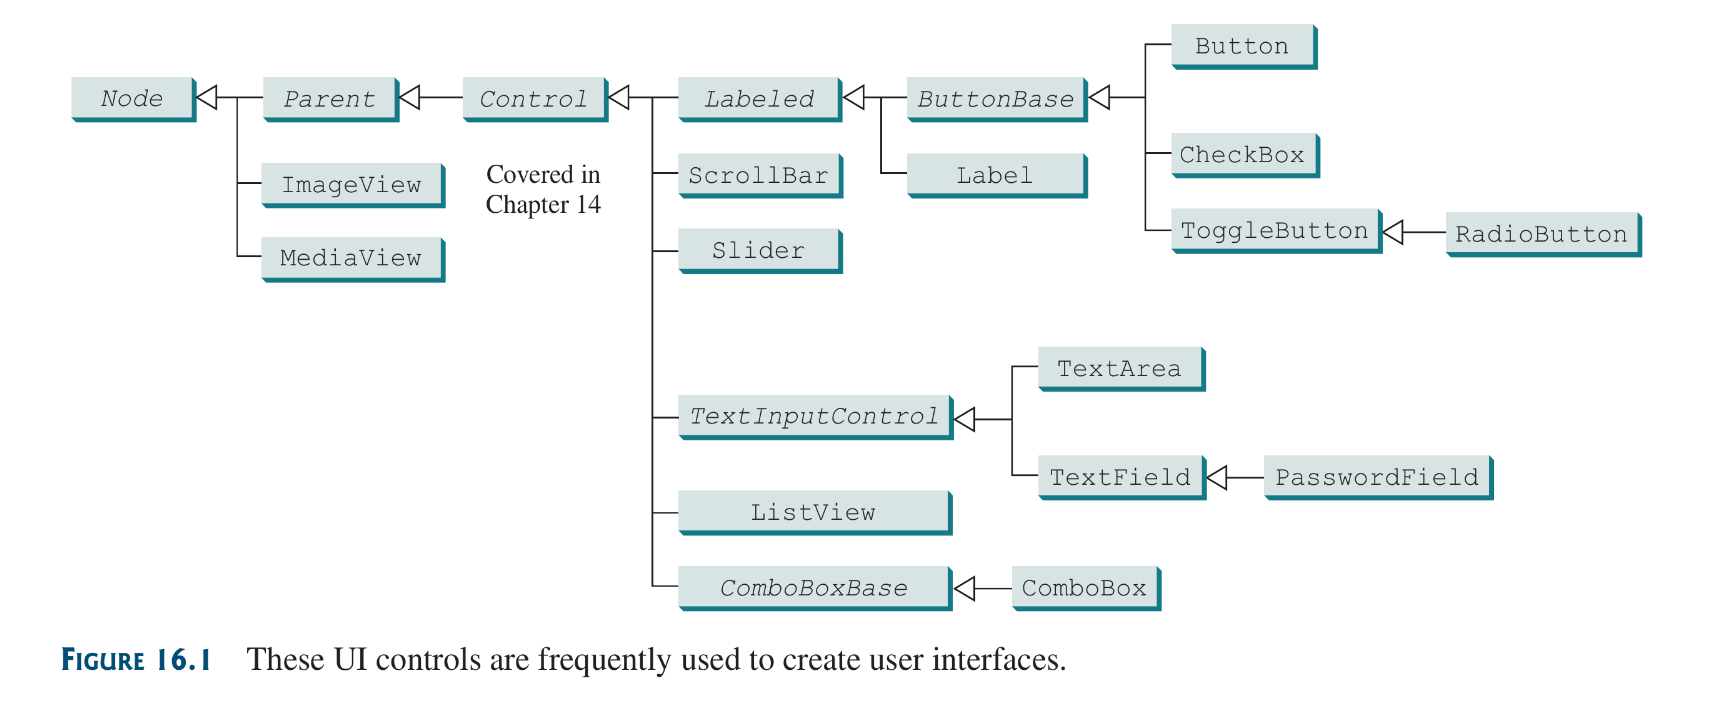 Button
Node
Parent
Control
Labeled
ButtonBase
ImageView
Covered in
Chapter 14
ScrollBar
Label
CheckBox
MediaView
Slider
ToggleButton
RadioButton
TextArea
TextInputControl
TextField
PasswordField
ListView
ComboBoxBase
ComboBox
FIGURE 16.1 These UI controls are frequently used to create user interfaces.